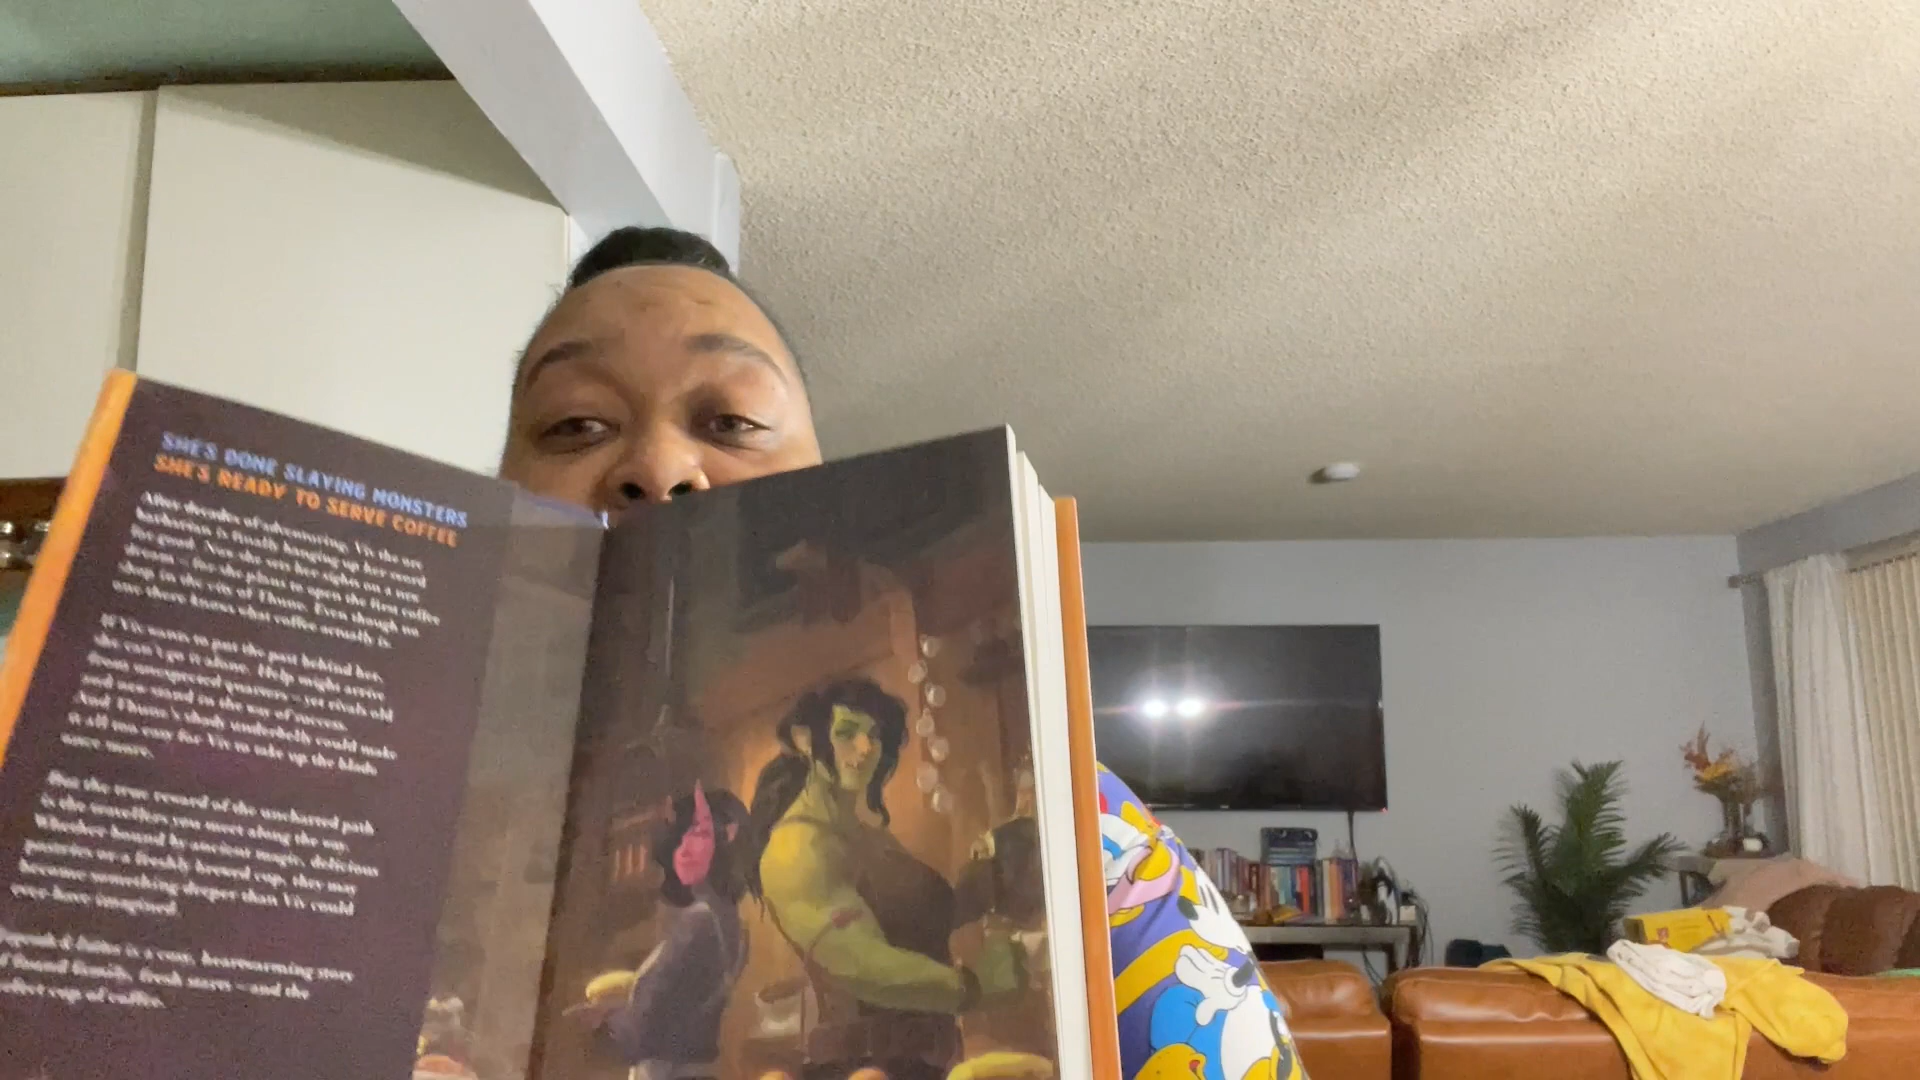 SHE'S DONE SLAYING MONSTERS
SHE'S READY TO SERVE COFFEE
After decades of adventuring, Viv the orc
barbarian is finally hanging up her sword
for good. Now she sets her sights on a new
dream – for she plans to open the first coffee
shop in the city of Thune. Even though no
one there knows what coffee actually is.
If Viv wants to put the past behind her,
she can't go it alone. Help might arrive
from unexpected quarters – yet rivals old
and new stand in the way of success.
And Thune's shady underbelly could make
it all too easy for Viv to take up the blade
once more.
But the true reward of the uncharted path
is the travellers you meet along the way.
Whether bound by ancient magic, delicious
pastries or a freshly brewed cup, they may
become something deeper than Viv could
ever have imagined.
is a cosy, heartwarming story
found family, fresh starts – and the
cup of coffee.